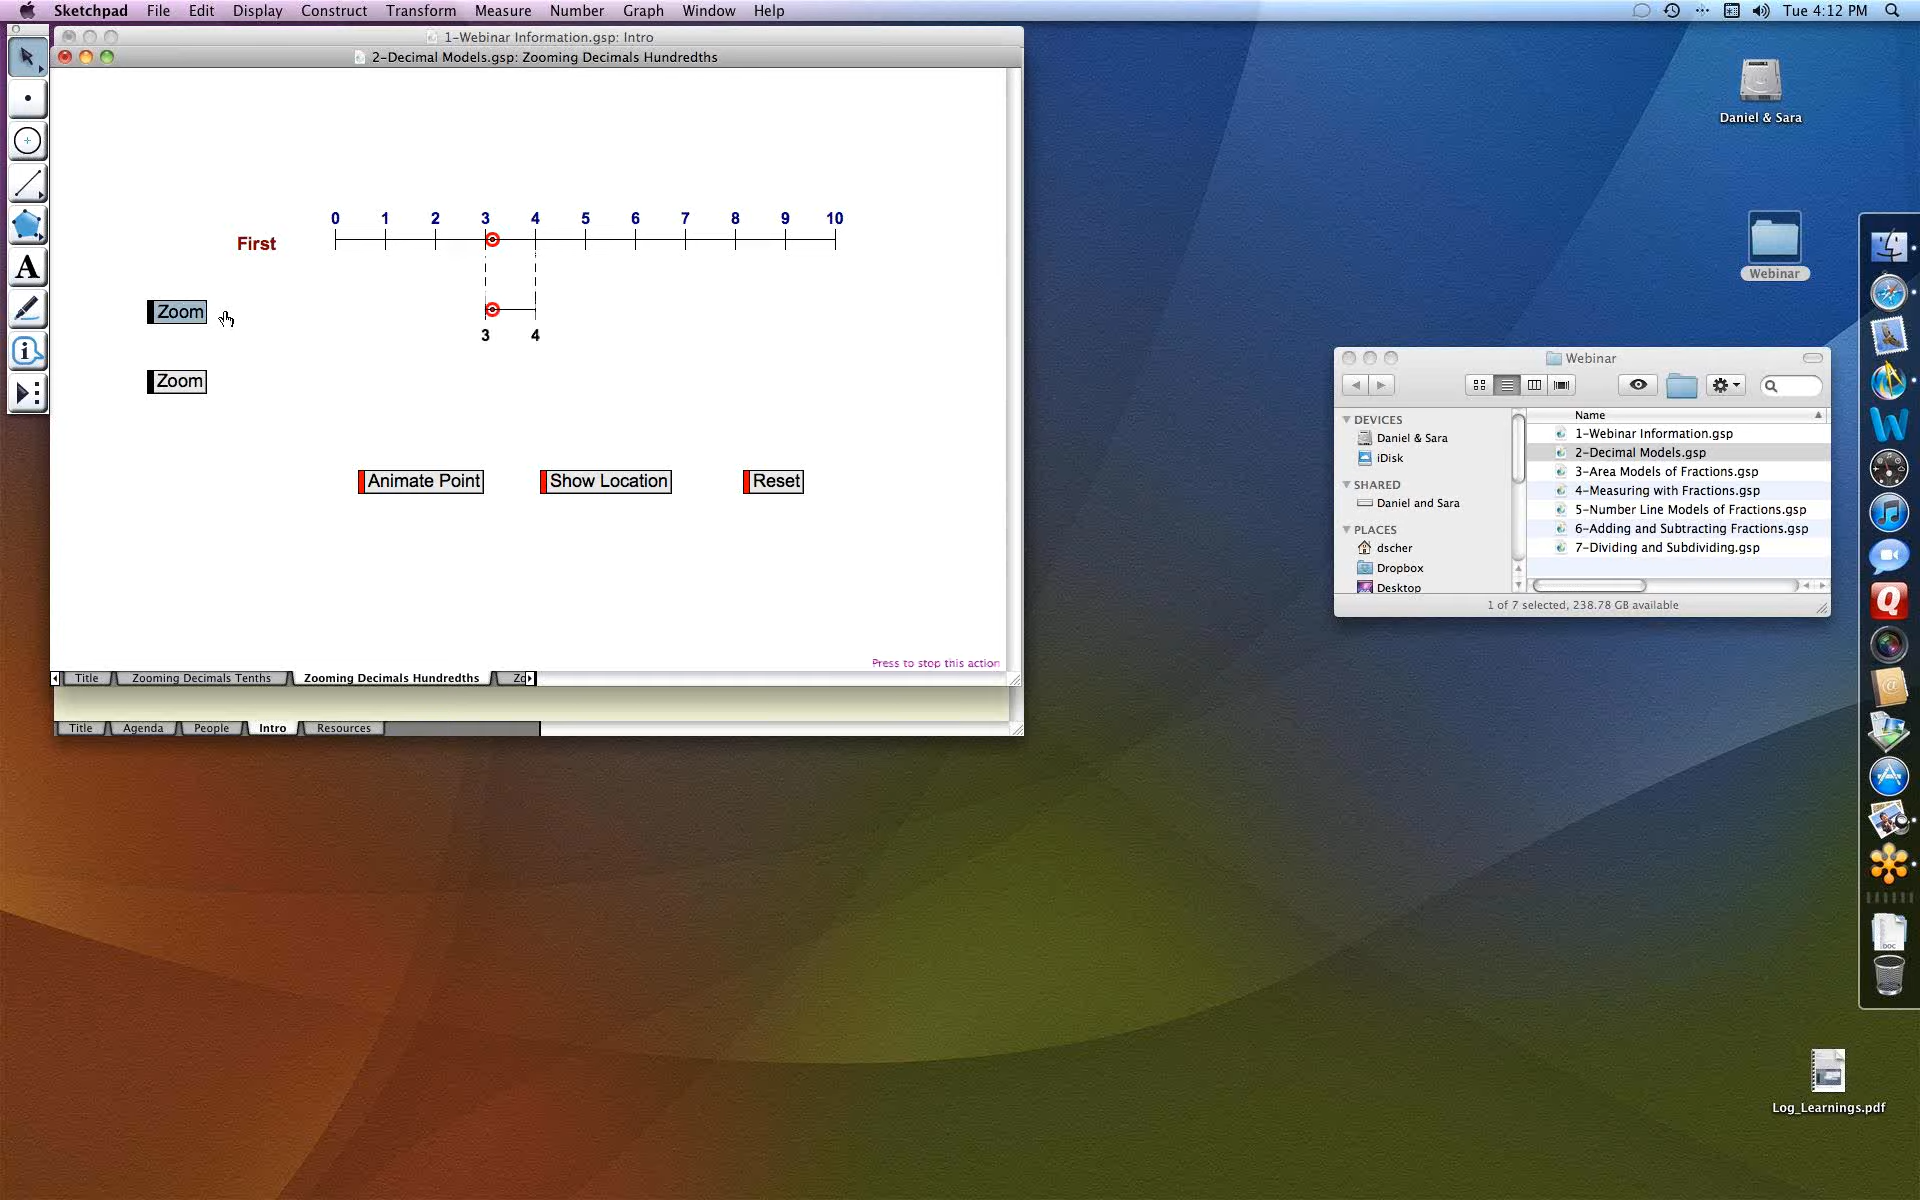 Sketchpad File Edit Display Construct Transform Measure Number Graph Window Help Tue 4:12 PM
1-Webinar Information.gsp: Intro
2-Decimal Models.gsp: Zooming Decimals Hundredths
0 1 2 3 4 5 6 7 8 9 10
First
Zoom
3 4
Zoom
Animate Point Show Location Reset
Press to stop this action
Title Zooming Decimals Tenths Zooming Decimals Hundredths Zo
Title Agenda People Intro Resources
A
Daniel & Sara
Webinar
Webinar
Name
DEVICES
Daniel & Sara
iDisk
SHARED
Daniel and Sara
PLACES
dscher
Dropbox
Desktop
1-Webinar Information.gsp
2-Decimal Models.gsp
3-Area Models of Fractions.gsp
4-Measuring with Fractions.gsp
5-Number Line Models of Fractions.gsp
6-Adding and Subtracting Fractions.gsp
7-Dividing and Subdividing.gsp
1 of 7 selected, 238.78 GB available
DOC
Log_Learnings.pdf